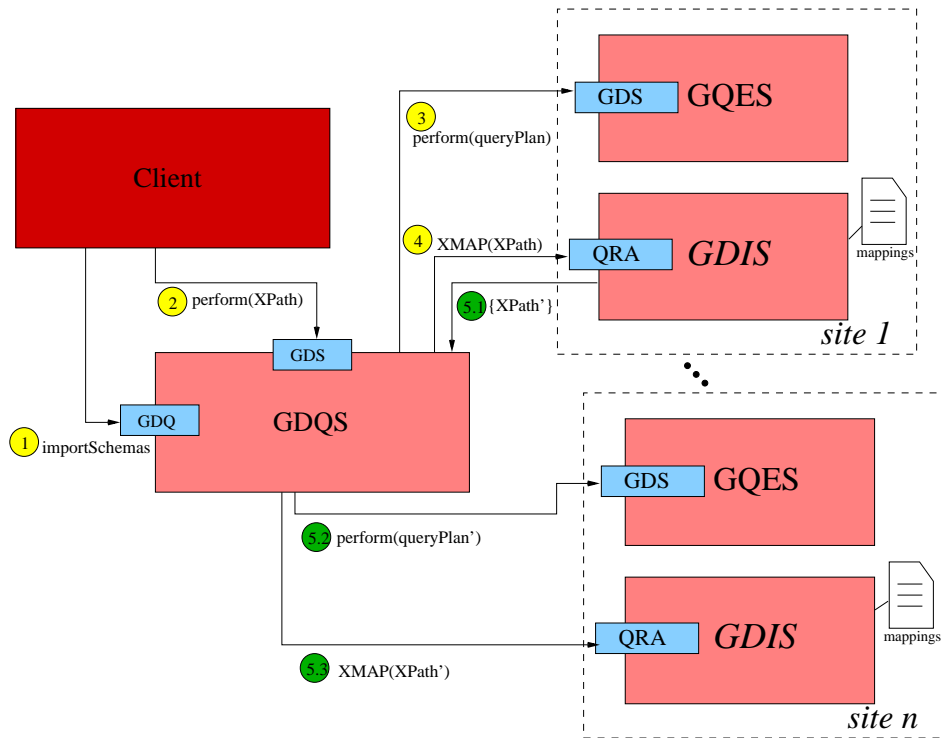 GDS
GQES
3
perform(queryPlan)
Client
4
XMAP(XPath)
QRA
GDIS
mappings
2
perform(XPath)
5.1
{XPath’}
site 1
GDS
GDQ
GDQS
1
importSchemas
GDS
GQES
5.2
perform(queryPlan’)
QRA
GDIS
mappings
5.3
XMAP(XPath’)
site n